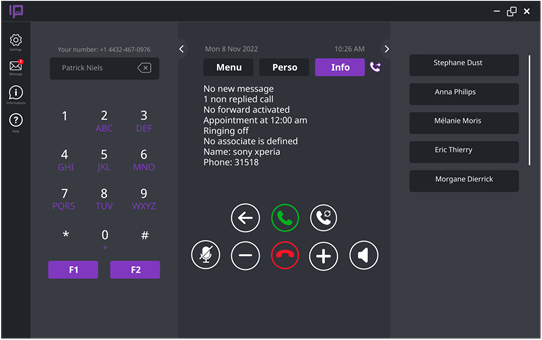 Your number: +1 4432-467-0976
Patrick Niels
1
2
ABC
3
DEF
4
GHI
5
JKL
6
MNO
7
PQRS
8
TUV
9
WXYZ
*
0
+
#
F1
F2
Settings
Message
Informations
Help
Mon 8 Nov 2022
10:26 AM
Menu
Perso
Info
No new message
1 non replied call
No forward activated
Appointment at 12:00 am
Ringing off
No associate is defined
Name: sony xperia
Phone: 31518
Stephane Dust
Anna Philips
Mélanie Moris
Eric Thierry
Morgane Dierrick